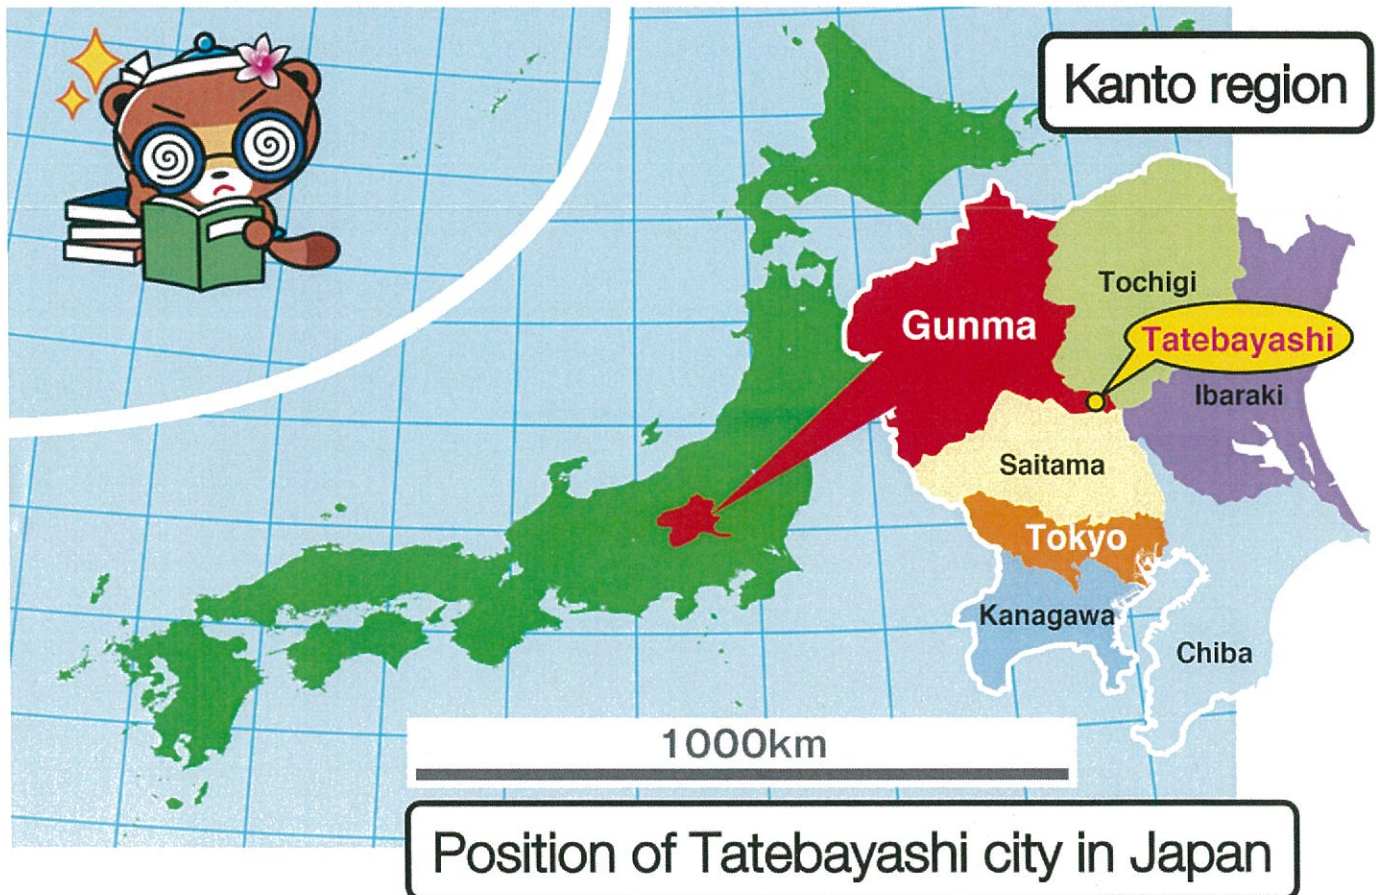 Kanto region
Tochigi
Gunma
Tatebayashi
Ibaraki
Saitama
Tokyo
Kanagawa
Chiba
1000km
Position of Tatebayashi city in Japan